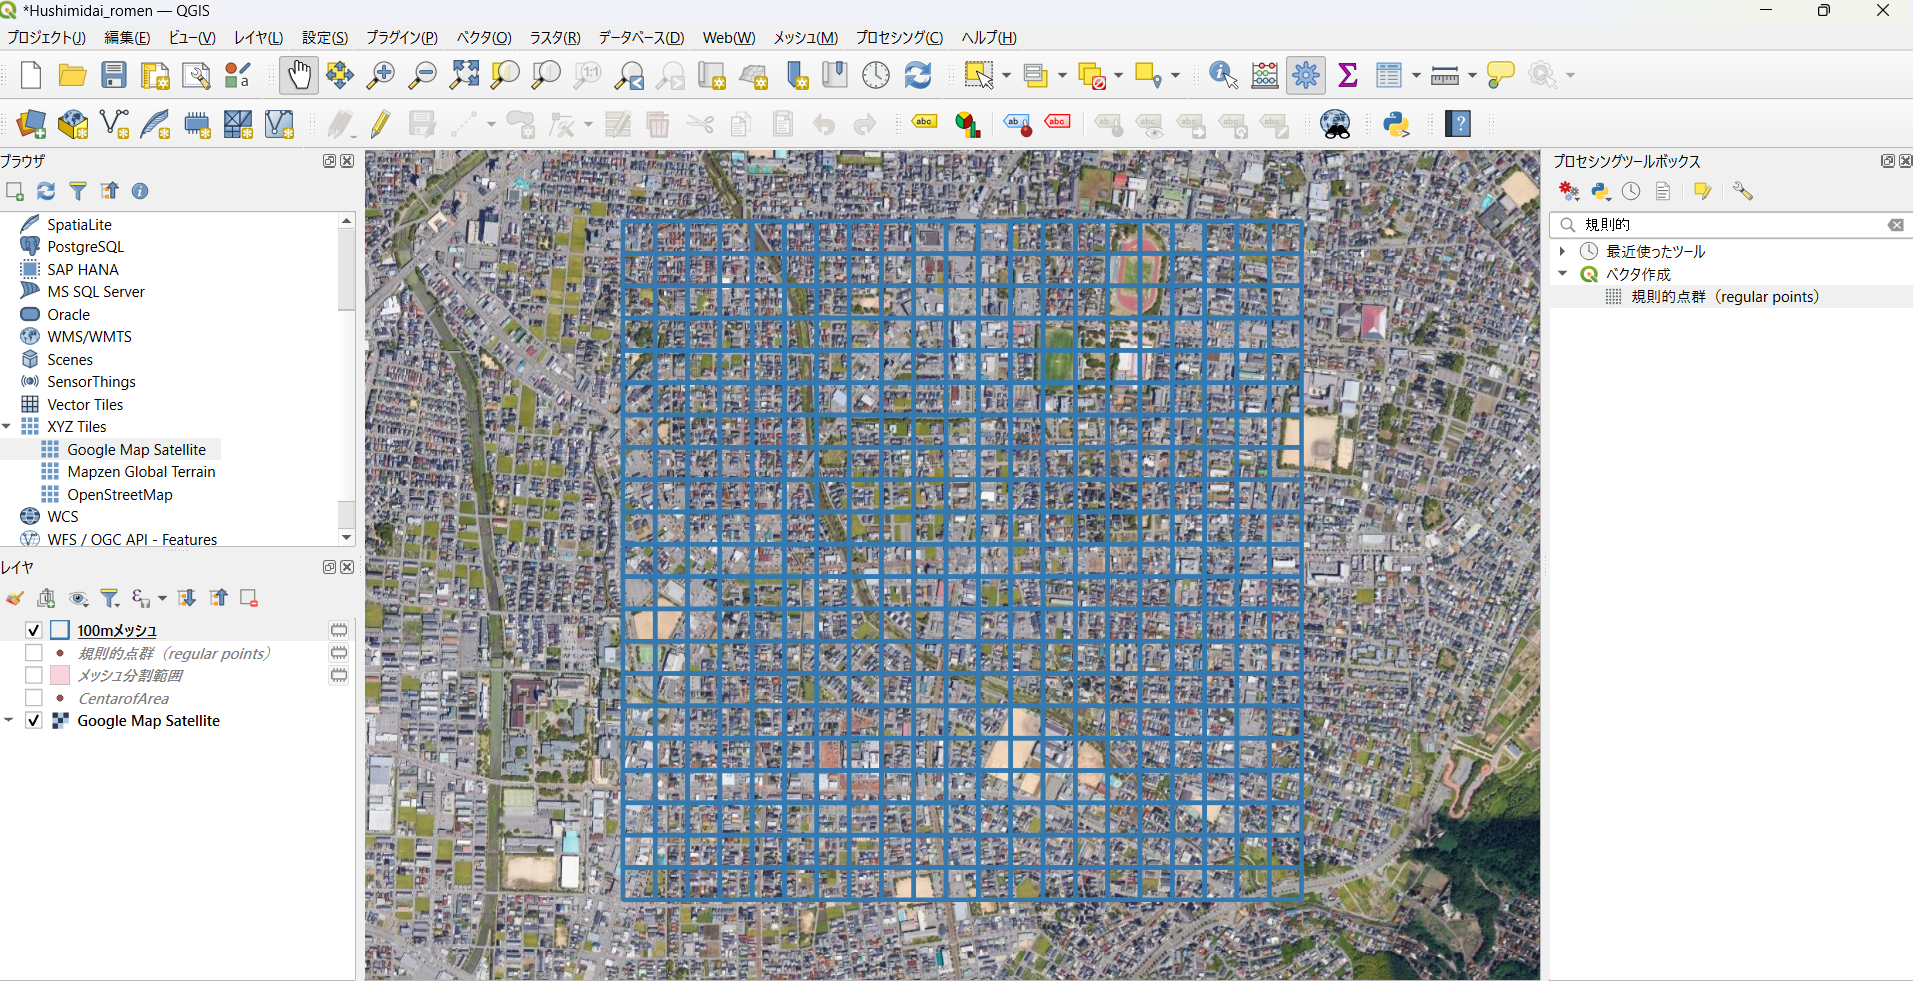 *Hushimidai_romen — QGIS
プロジェクト(J) 編集(E) ビュー(V) レイヤ(L) 設定(S) プラグイン(P) ベクタ(O) ラスタ(R) データベース(D) Web(W) メッシュ(M) プロセシング(C) ヘルプ(H)
ブラウザ
SpatiaLite
PostgreSQL
SAP HANA
MS SQL Server
Oracle
WMS/WMTS
Scenes
SensorThings
Vector Tiles
XYZ Tiles
Google Map Satellite
Mapzen Global Terrain
OpenStreetMap
WCS
WFS / OGC API - Features
レイヤ
100mメッシュ
規則的点群（regular points）
メッシュ分割範囲
CentarofArea
Google Map Satellite
プロセシングツールボックス
規則的
最近使ったツール
ベクタ作成
規則的点群（regular points）